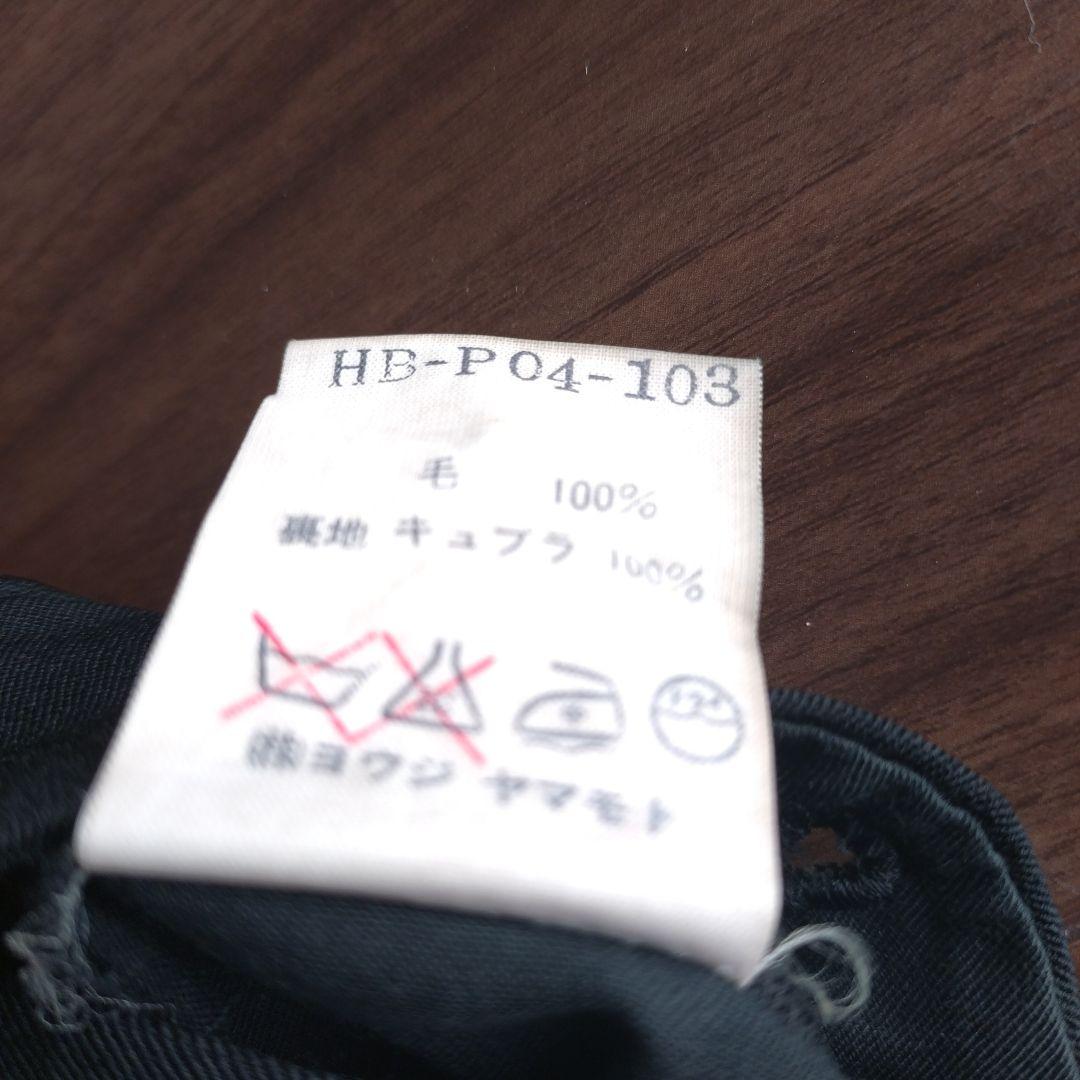 HB-P04-103
毛 100%
裏地 キュプラ 100%
㈱ヨウジ ヤマモト